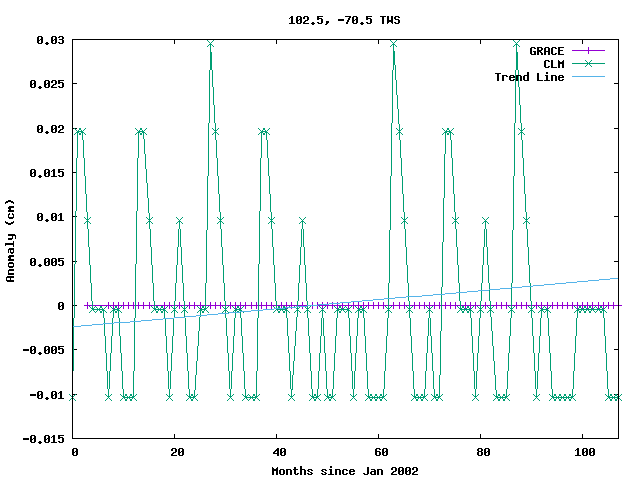 102.5, -70.5 TWS
GRACE
CLM
Trend Line
0.03
0.025
0.02
0.015
0.01
0.005
0
-0.005
-0.01
-0.015
Anomaly (cm)
0 20 40 60 80 100
Months since Jan 2002